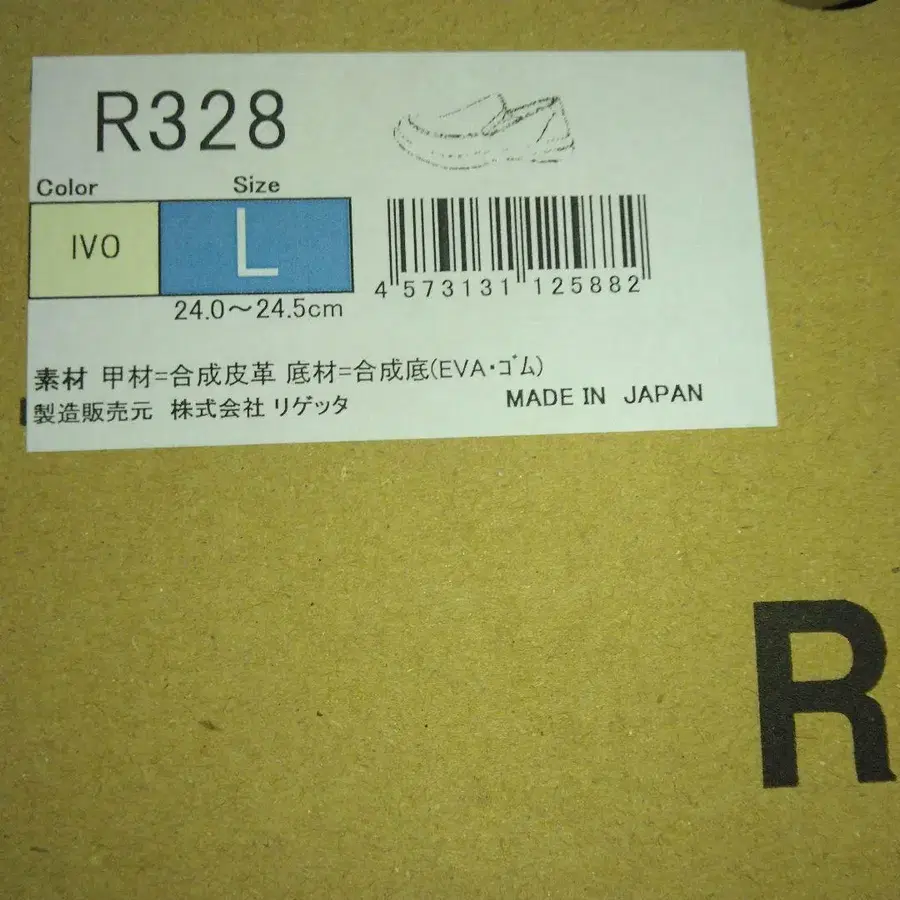 R328
Color Size
IVO L
24.0～24.5cm
4 573131 125882
素材 甲材=合成皮革 底材=合成底(EVA・ｺﾞﾑ)
製造販売元 株式会社 リゲッタ
MADE IN JAPAN
R